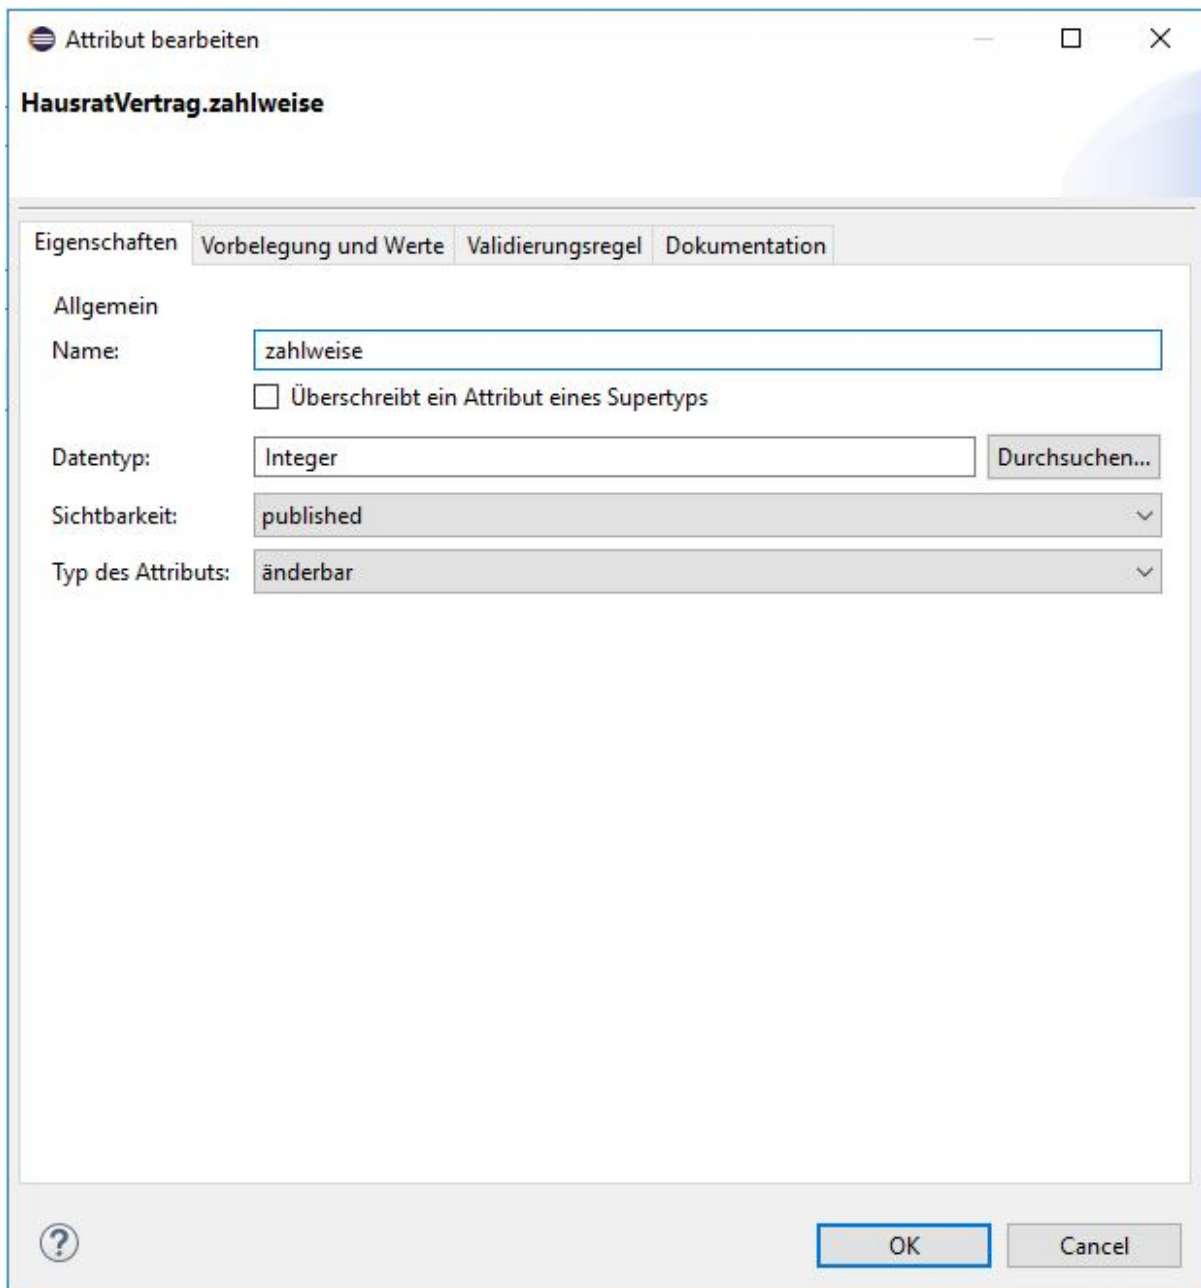 Attribut bearbeiten
HausratVertrag.zahlweise
Eigenschaften Vorbelegung und Werte Validierungsregel Dokumentation
Allgemein
Name: zahlweise
Überschreibt ein Attribut eines Supertyps
Datentyp: Integer Durchsuchen...
Sichtbarkeit: published
Typ des Attributs: änderbar
? OK Cancel